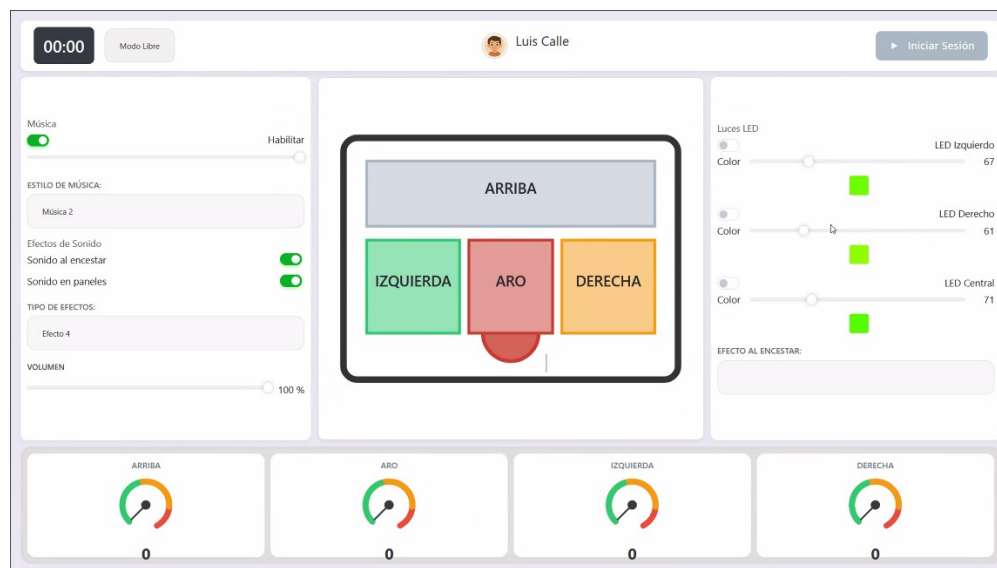 00:00
Modo Libre
Luis Calle
Iniciar Sesión
Música
Habilitar
ESTILO DE MÚSICA:
Música 2
Efectos de Sonido
Sonido al encestar
Sonido en paneles
TIPO DE EFECTOS:
Efecto 4
VOLUMEN
100 %
ARRIBA
IZQUIERDA
ARO
DERECHA
Luces LED
LED Izquierdo
Color
67
LED Derecho
Color
61
LED Central
Color
71
EFECTO AL ENCESTAR:
ARRIBA
0
ARO
0
IZQUIERDA
0
DERECHA
0